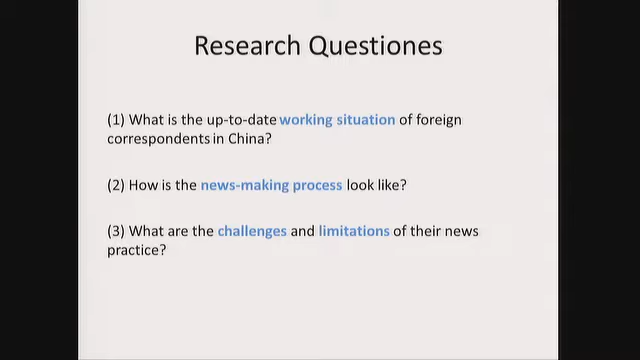 Research Questiones
(1) What is the up-to-date working situation of foreign
correspondents in China?
(2) How is the news-making process look like?
(3) What are the challenges and limitations of their news
practice?